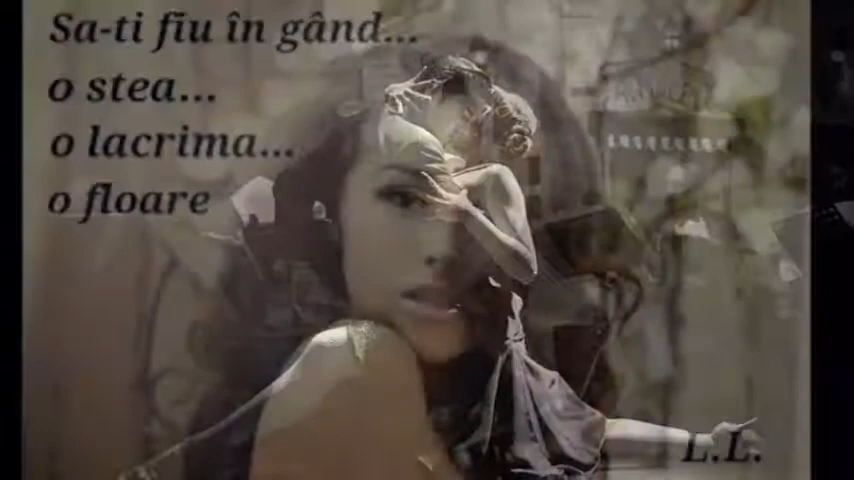 Sa-ti fiu în gând...
o stea...
o lacrima...
o floare
L.L.